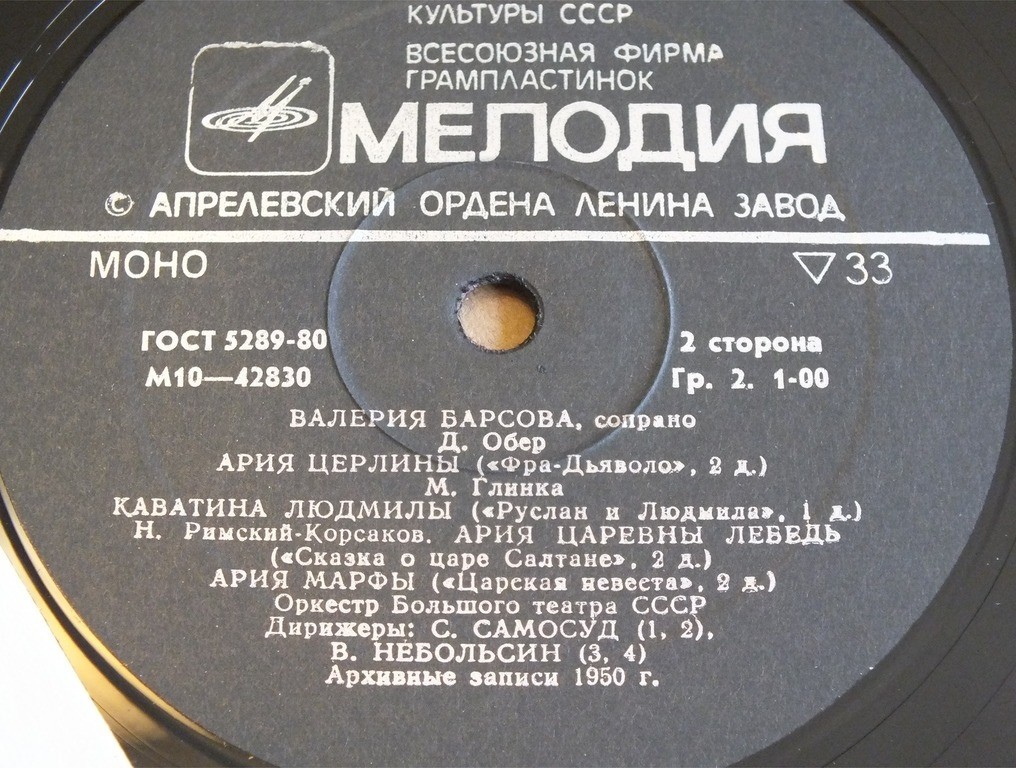 КУЛЬТУРЫ СССР
ВСЕСОЮЗНАЯ ФИРМА
ГРАМПЛАСТИНОК
МЕЛОДИЯ
© АПРЕЛЕВСКИЙ ОРДЕНА ЛЕНИНА ЗАВОД
МОНО ▽ 33
ГОСТ 5289-80 2 сторона
М10—42830 Гр. 2. 1-00
ВАЛЕРИЯ БАРСОВА, сопрано
Д. Обер
АРИЯ ЦЕРЛИНЫ («Фра-Дьяволо», 2 д.)
М. Глинка
КАВАТИНА ЛЮДМИЛЫ («Руслан и Людмила», 1 д.)
Н. Римский-Корсаков. АРИЯ ЦАРЕВНЫ ЛЕБЕДЬ
(«Сказка о царе Салтане», 2 д.)
АРИЯ МАРФЫ («Царская невеста», 2 д.)
Оркестр Большого театра СССР
Дирижеры: С. САМОСУД (1, 2),
В. НЕБОЛЬСИН (3, 4)
Архивные записи 1950 г.